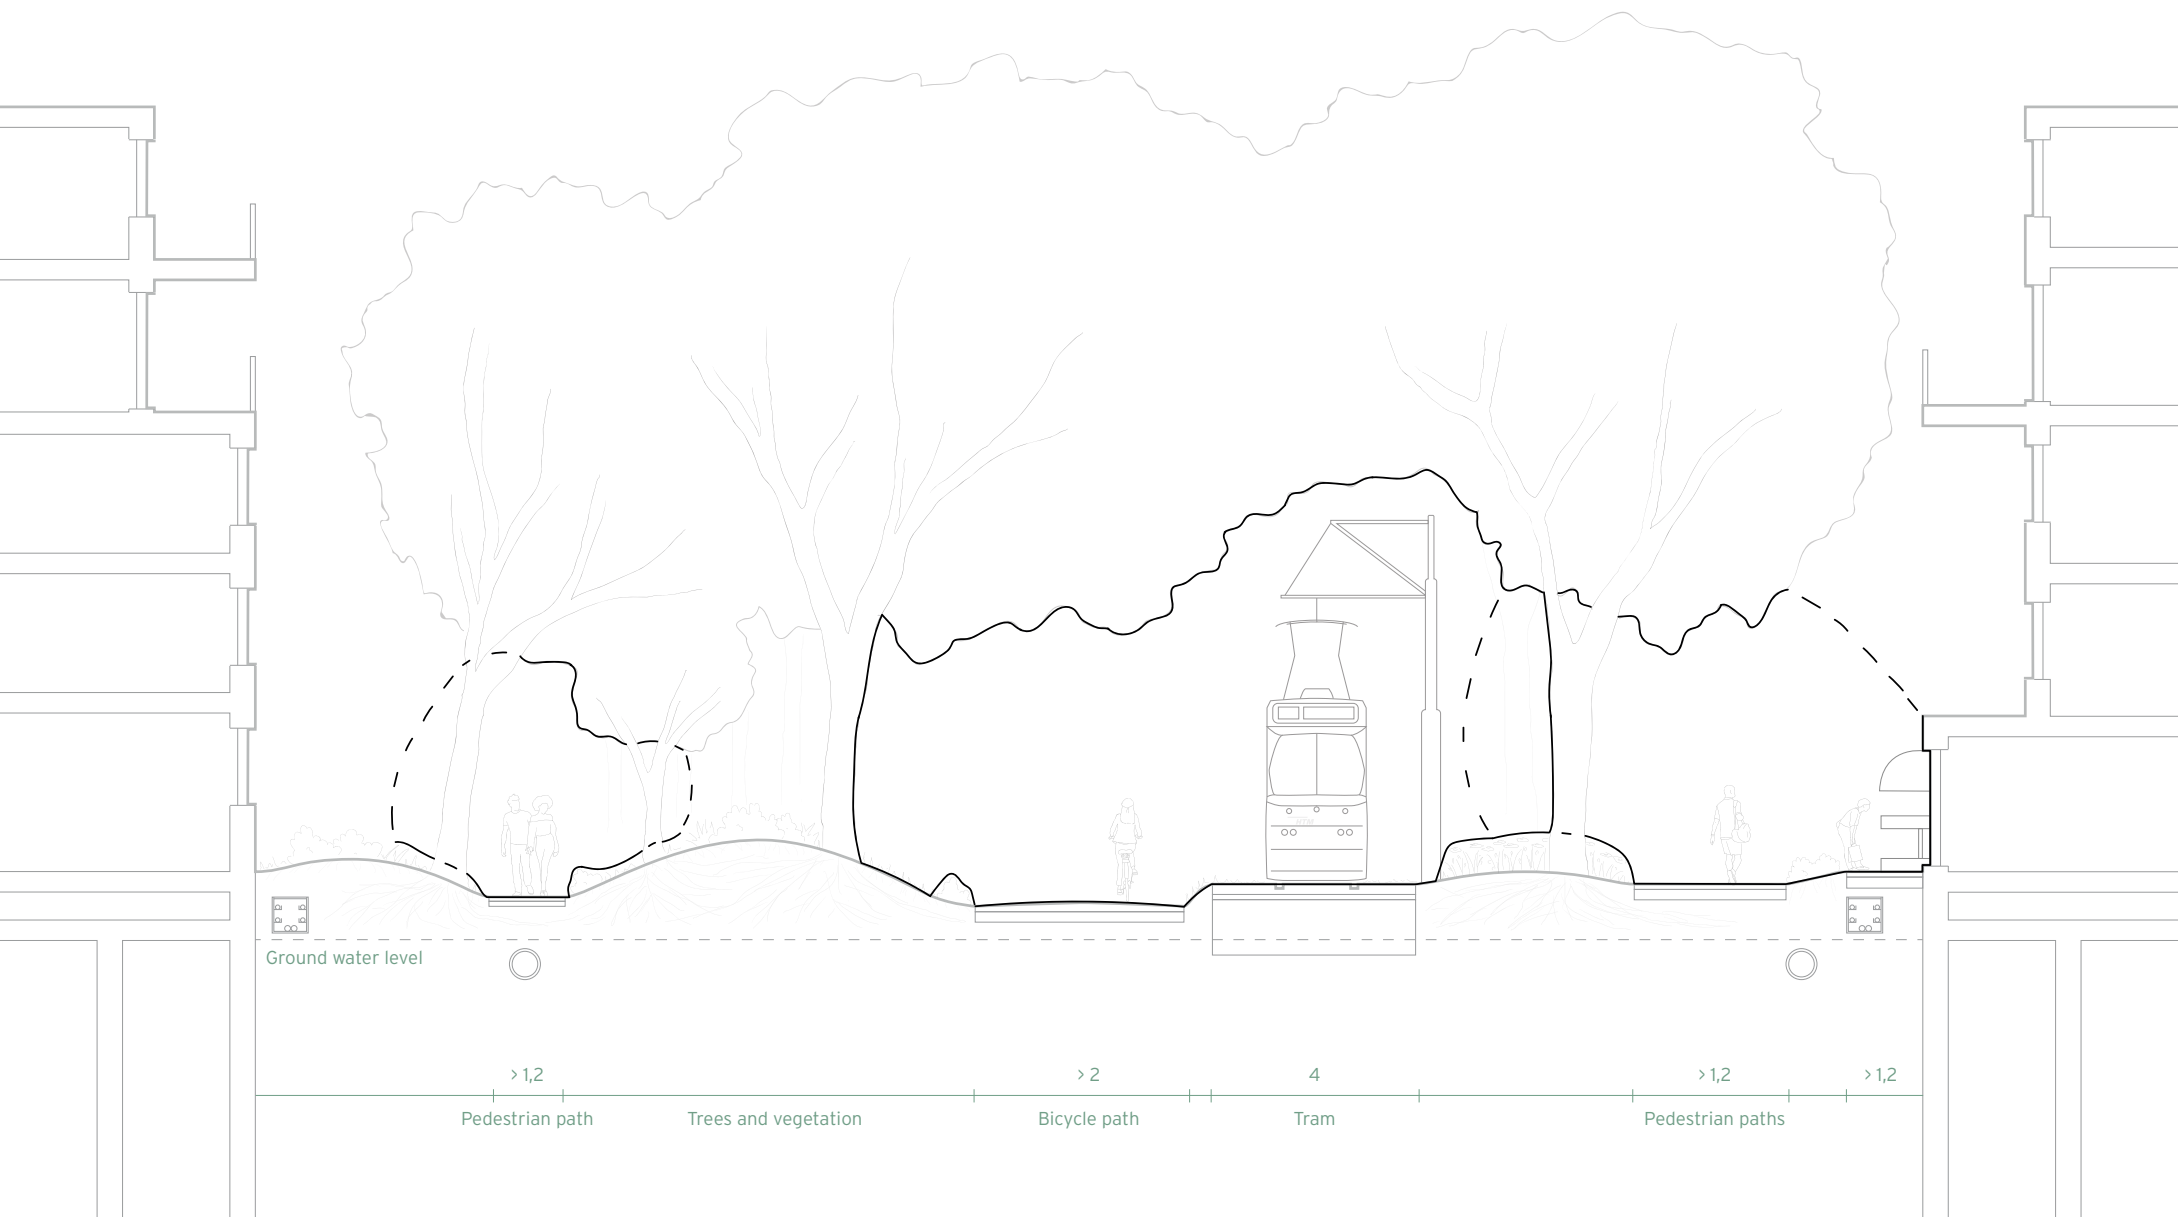 Ground water level
> 1,2
> 2
4
> 1,2
> 1,2
Pedestrian path
Trees and vegetation
Bicycle path
Tram
Pedestrian paths